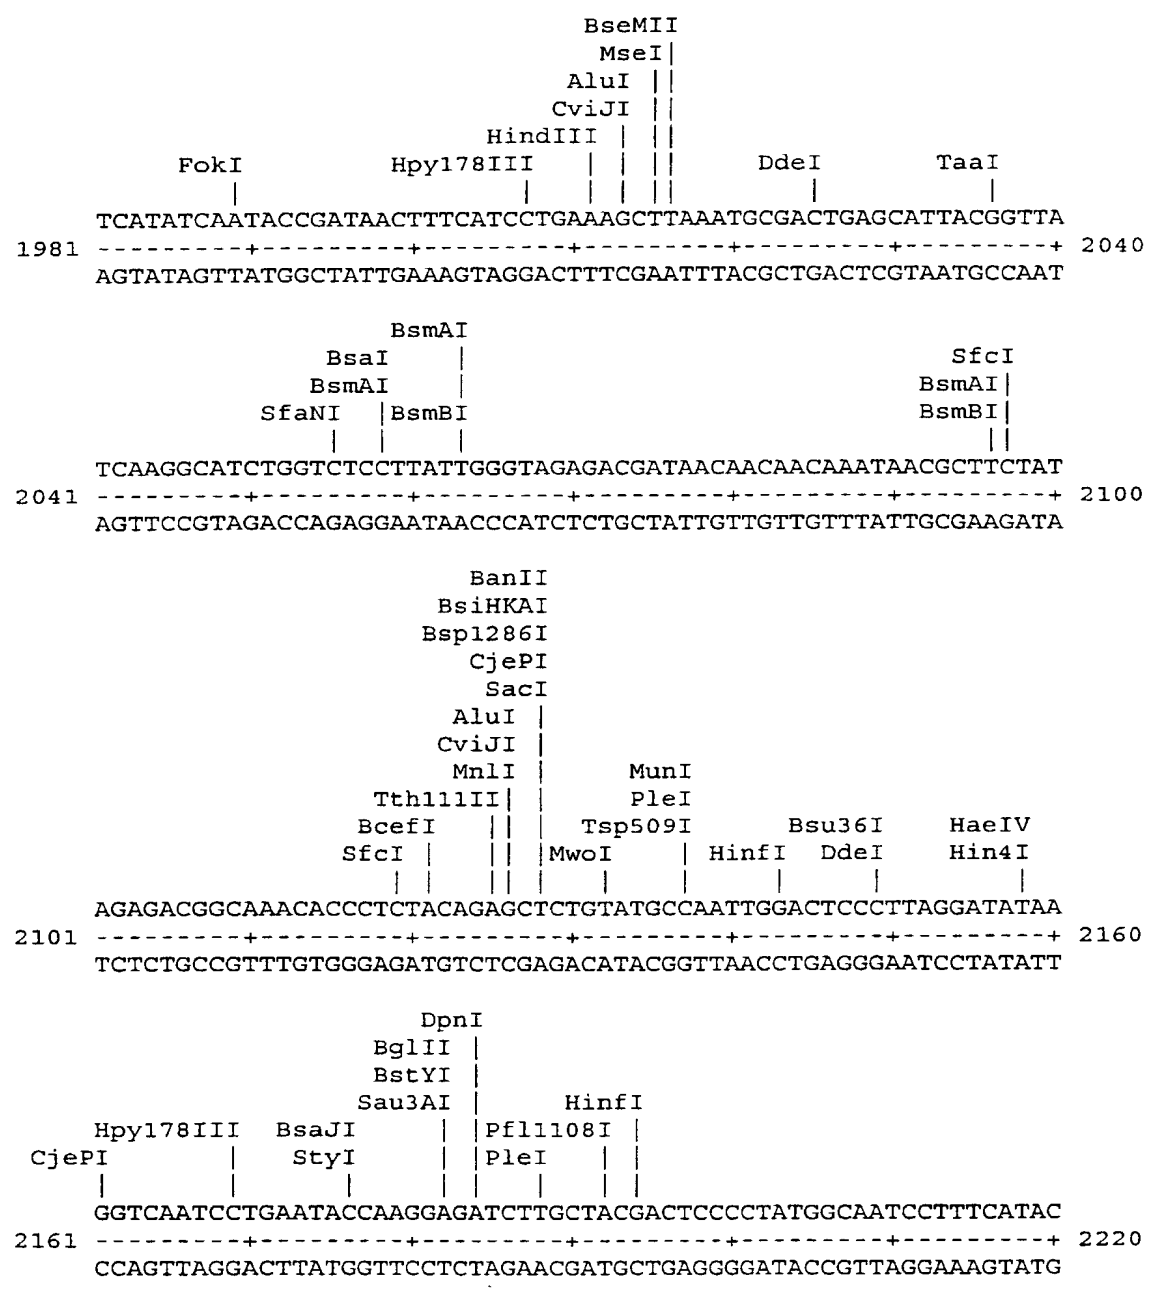 BseMII
MseI|
AluI ||
CviJI ||
HindIII | ||
FokI Hpy178III | | || DdeI TaaI
| | | | || | |
TCATATCAATACCGATAACTTTCATCCTGAAAGCTTAAATGCGACTGAGCATTACGGTTA
1981 ---------+---------+---------+---------+---------+---------+ 2040
AGTATAGTTATGGCTATTGAAAGTAGGACTTTCGAATTTACGCTGACTCGTAATGCCAAT
BsmAI
BsaI | SfcI
BsmAI | BsmAI|
SfaNI |BsmBI BsmBI|
| | | ||
TCAAGGCATCTGGTCTCCTTATTGGGTAGAGACGATAACAACAACAAATAACGCTTCTAT
2041 ---------+---------+---------+---------+---------+---------+ 2100
AGTTCCGTAGACCAGAGGAATAACCCATCTCTGCTATTGTTGTTGTTTATTGCGAAGATA
BanII
BsiHKAI
Bsp1286I
CjePI
SacI
AluI |
CviJI |
MnlI | MunI
Tth111II| | PleI
BcefI || | Tsp509I Bsu36I HaeIV
SfcI | || |MwoI | HinfI DdeI Hin4I
| | || | | | | | |
AGAGACGGCAAACACCCTCTACAGAGCTCTGTATGCCAATTGGACTCCCTTAGGATATAA
2101 ---------+---------+---------+---------+---------+---------+ 2160
TCTCTGCCGTTTGTGGGAGATGTCTCGAGACATACGGTTAACCTGAGGGAATCCTATATT
DpnI
BglII |
BstYI |
Sau3AI | HinfI
Hpy178III BsaJI | |Pfl1108I |
CjePI | StyI | |PleI | |
| | | | | | | |
GGTCAATCCTGAATACCAAGGAGATCTTGCTACGACTCCCCTATGGCAATCCTTTCATAC
2161 ---------+---------+---------+---------+---------+---------+ 2220
CCAGTTAGGACTTATGGTTCCTCTAGAACGATGCTGAGGGGATACCGTTAGGAAAGTATG